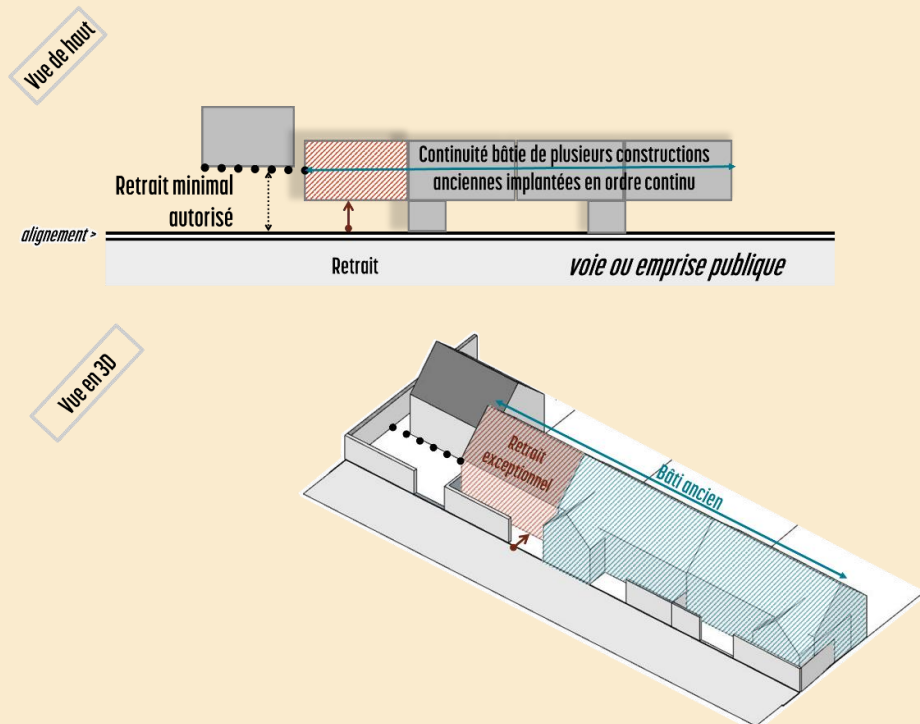 Vue de haut
Continuité bâtie de plusieurs constructions
anciennes implantées en ordre continu
Retrait minimal
autorisé
alignement >
Retrait
voie ou emprise publique
Vue en 3D
Retrait
exceptionnel
Bâti ancien